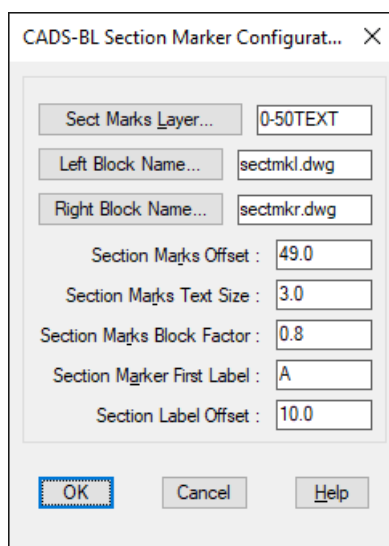 CADS-BL Section Marker Configurat...
Sect Marks Layer... 0-50TEXT
Left Block Name... sectmkl.dwg
Right Block Name... sectmkr.dwg
Section Marks Offset : 49.0
Section Marks Text Size : 3.0
Section Marks Block Factor : 0.8
Section Marker First Label : A
Section Label Offset : 10.0
OK Cancel Help